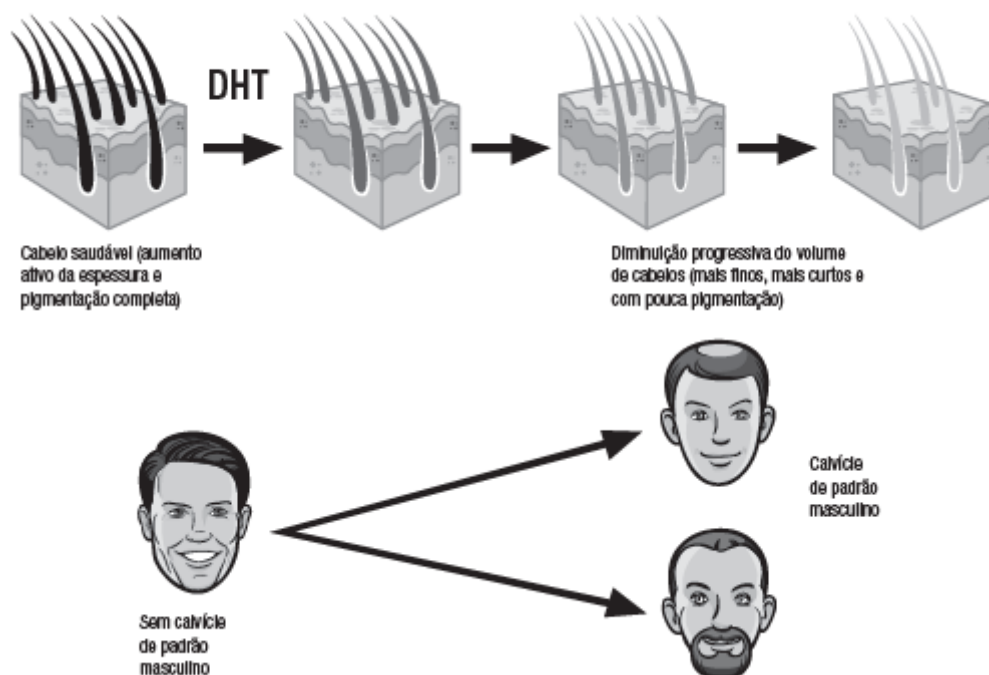 DHT
Cabelo saudável (aumento
ativo da espessura e
pigmentação completa)
Diminuição progressiva do volume
de cabelos (mais finos, mais curtos e
com pouca pigmentação)
Calvície
de padrão
masculino
Sem calvície
de padrão
masculino